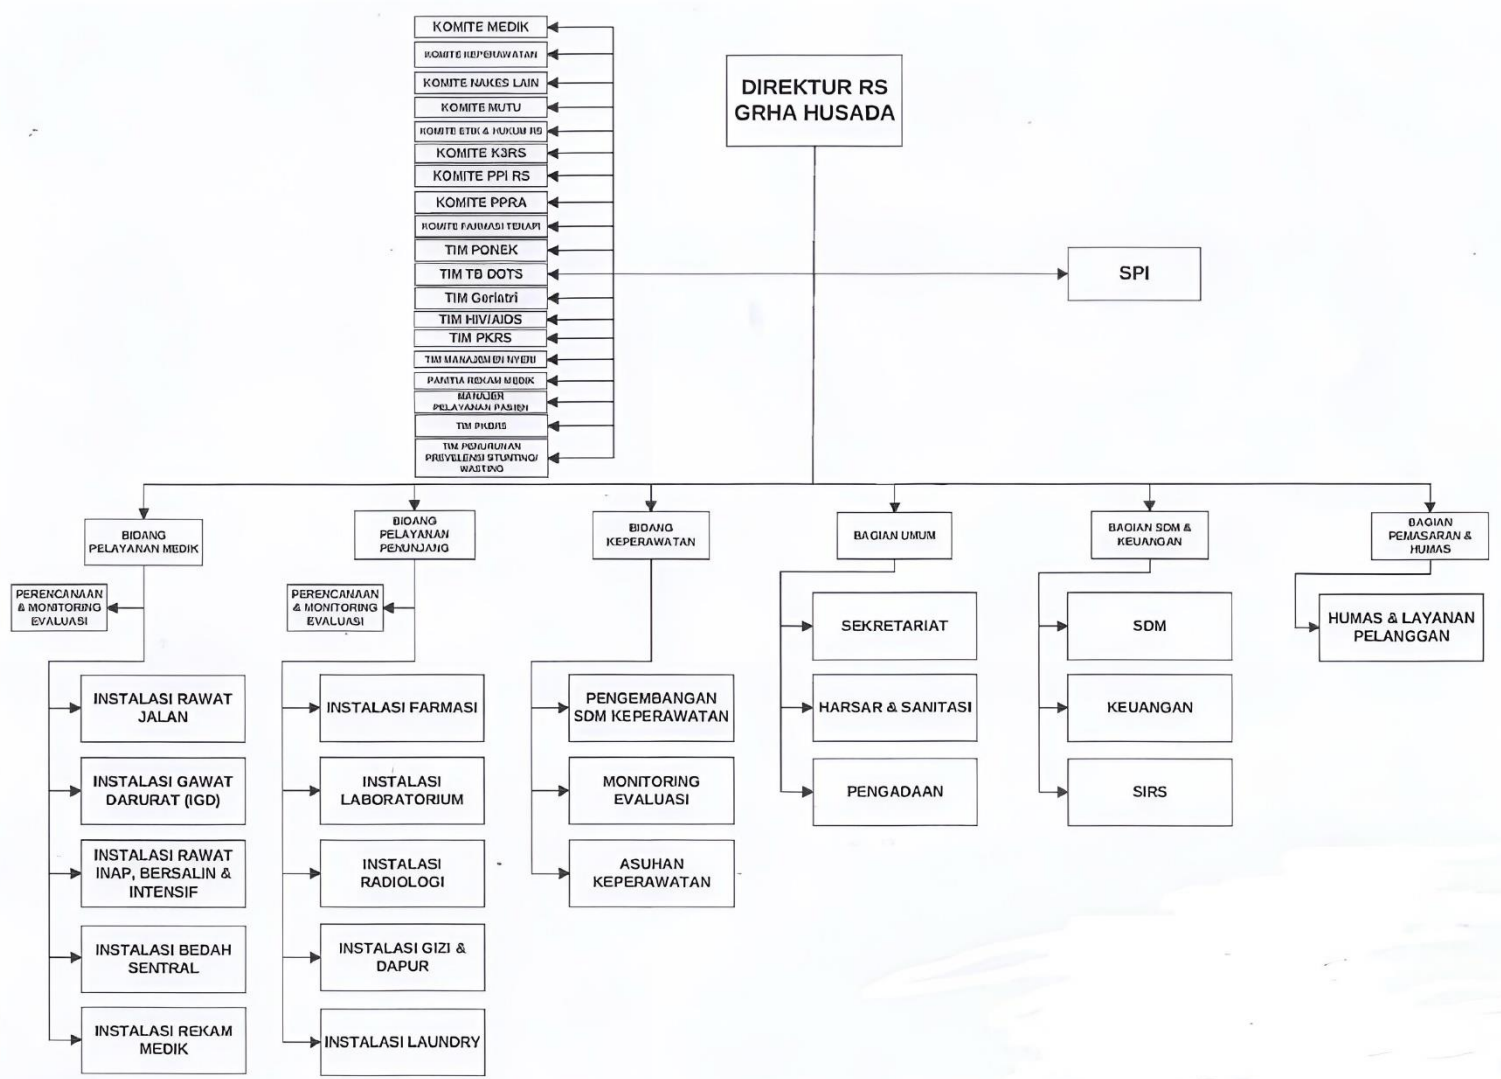 KOMITE MEDIK
KOMITE KEPERAWATAN
KOMITE NAKES LAIN
KOMITE MUTU
KOMITE ETIK & HUKUM RS
KOMITE K3RS
KOMITE PPI RS
KOMITE PPRA
KOMITE FARMASI TERAPI
TIM PONEK
TIM TB DOTS
TIM Geriatri
TIM HIV/AIDS
TIM PKRS
TIM MANAJEMEN NYERI
PANITIA REKAM MEDIK
MANAJER
PELAYANAN PASIEN
TIM
TIM PENURUNAN
PREVELENSI STUNTING/
WASTING
DIREKTUR RS
GRHA HUSADA
SPI
BIDANG
PELAYANAN MEDIK
PERENCANAAN
& MONITORING
EVALUASI
INSTALASI RAWAT
JALAN
INSTALASI GAWAT
DARURAT (IGD)
INSTALASI RAWAT
INAP, BERSALIN &
INTENSIF
INSTALASI BEDAH
SENTRAL
INSTALASI REKAM
MEDIK
BIDANG
PELAYANAN
PENUNJANG
PERENCANAAN
& MONITORING
EVALUASI
INSTALASI FARMASI
INSTALASI
LABORATORIUM
INSTALASI
RADIOLOGI
INSTALASI GIZI &
DAPUR
INSTALASI LAUNDRY
BIDANG
KEPERAWATAN
PENGEMBANGAN
SDM KEPERAWATAN
MONITORING
EVALUASI
ASUHAN
KEPERAWATAN
BAGIAN UMUM
SEKRETARIAT
HARSAR & SANITASI
PENGADAAN
BAGIAN SDM &
KEUANGAN
SDM
KEUANGAN
SIRS
BAGIAN
PEMASARAN &
HUMAS
HUMAS & LAYANAN
PELANGGAN